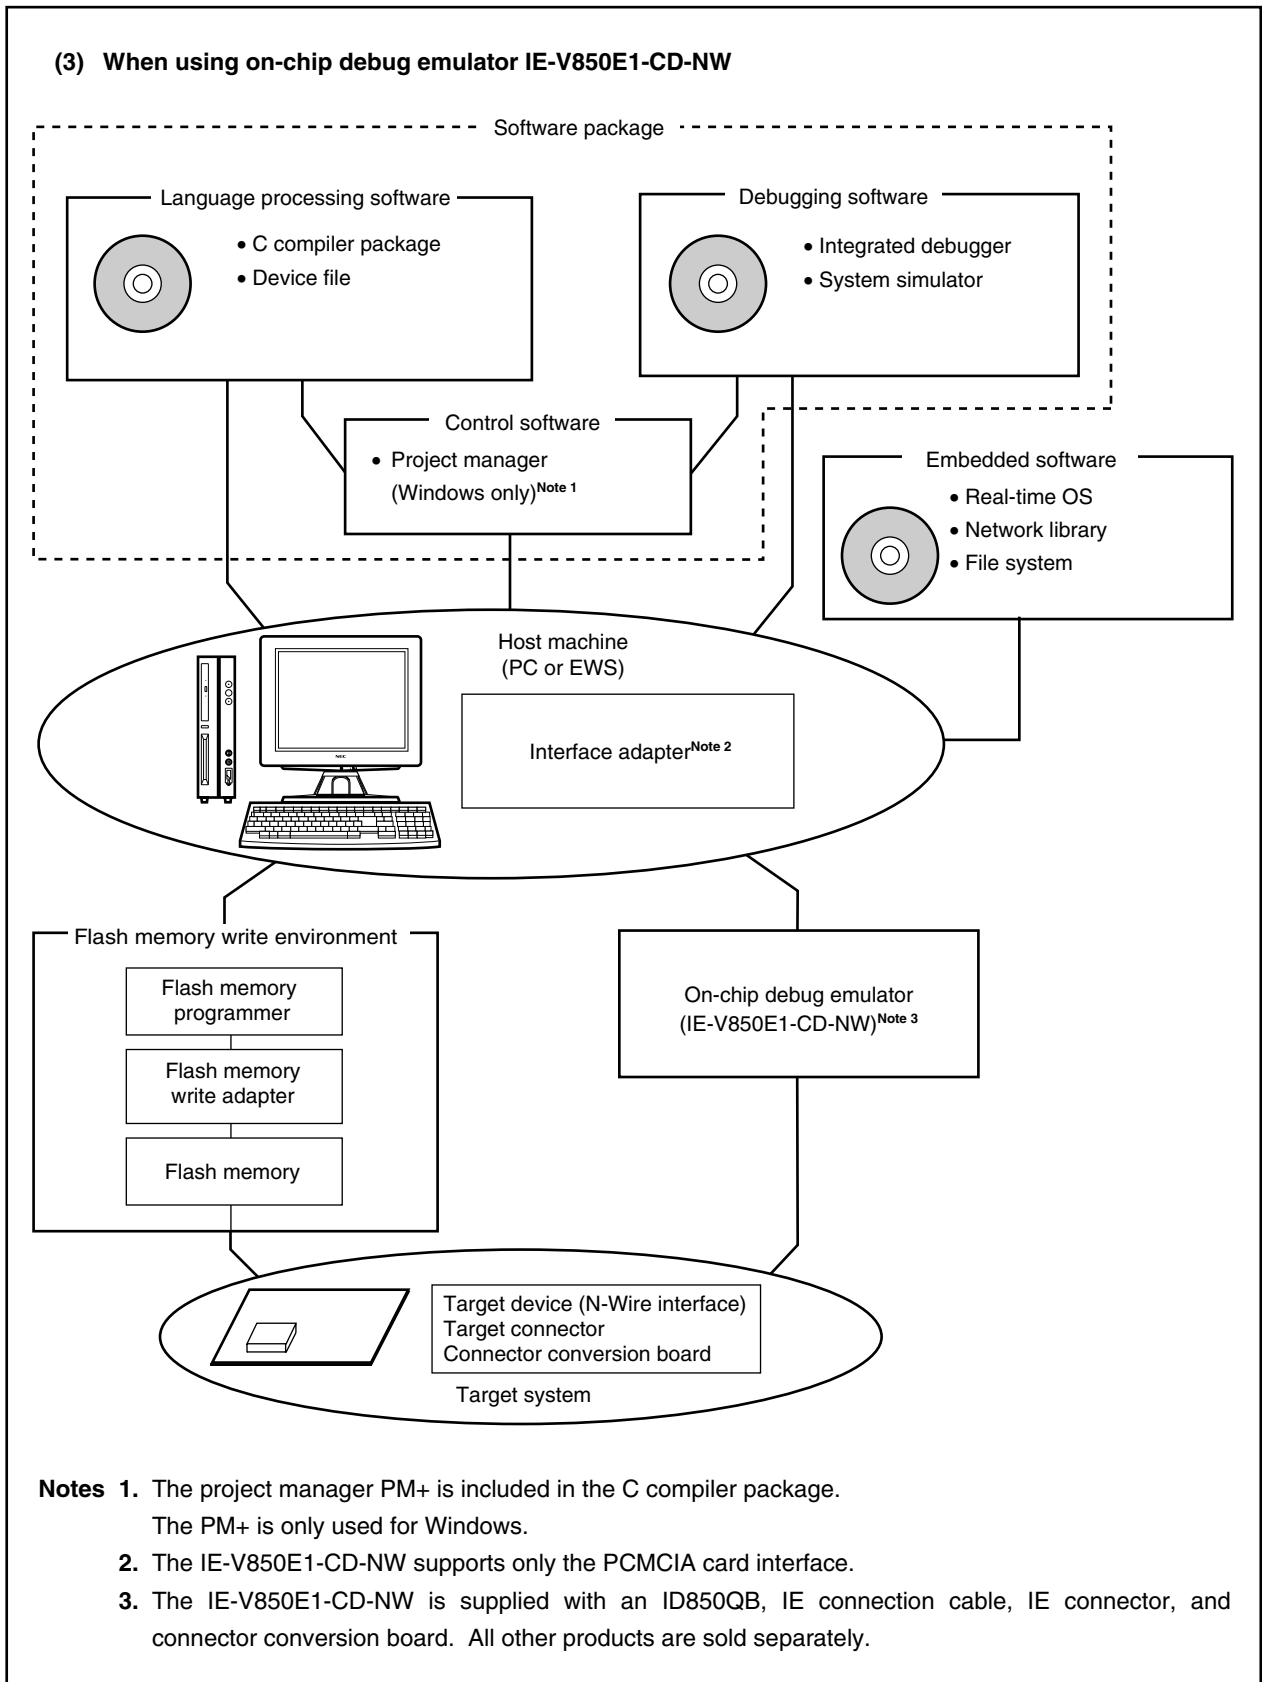 (3) When using on-chip debug emulator IE-V850E1-CD-NW
Software package
Language processing software
• C compiler package
• Device file
Debugging software
• Integrated debugger
• System simulator
Control software
• Project manager
(Windows only)Note 1
Embedded software
• Real-time OS
• Network library
• File system
Host machine
(PC or EWS)
Interface adapterNote 2
NEC
Flash memory write environment
Flash memory
programmer
Flash memory
write adapter
Flash memory
On-chip debug emulator
(IE-V850E1-CD-NW)Note 3
Target device (N-Wire interface)
Target connector
Connector conversion board
Target system
Notes 1. The project manager PM+ is included in the C compiler package.
The PM+ is only used for Windows.
2. The IE-V850E1-CD-NW supports only the PCMCIA card interface.
3. The IE-V850E1-CD-NW is supplied with an ID850QB, IE connection cable, IE connector, and
connector conversion board. All other products are sold separately.